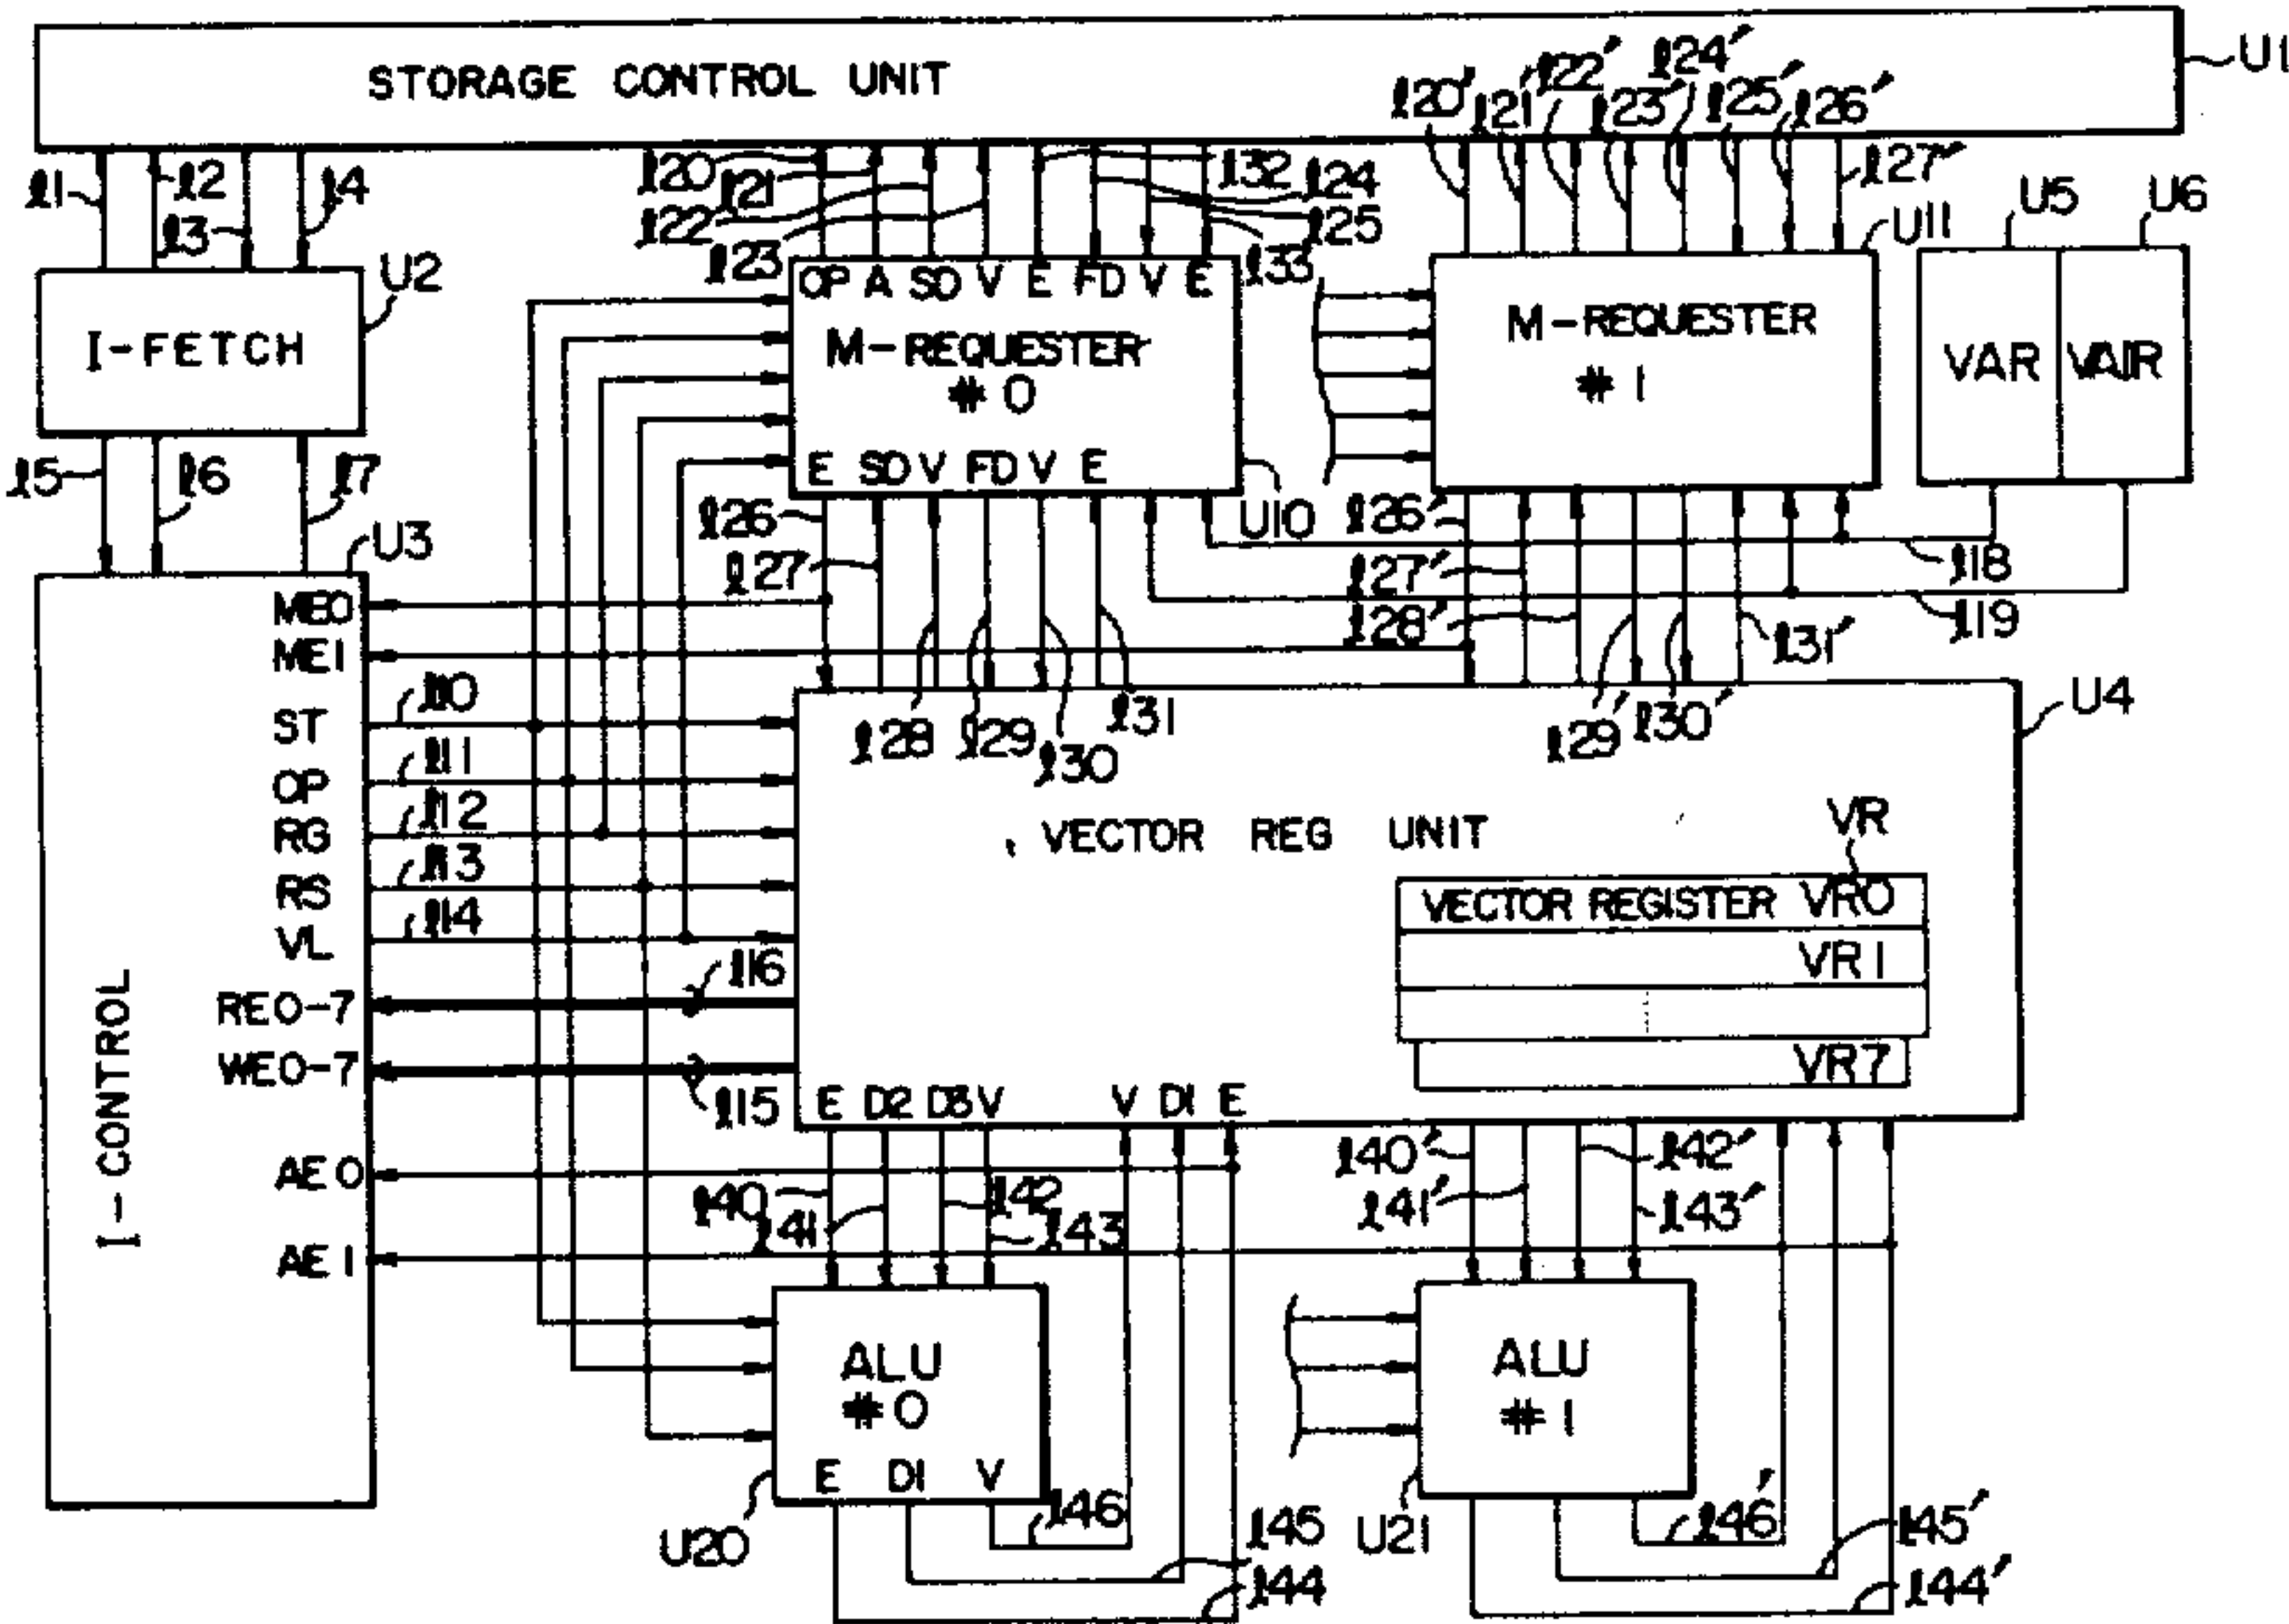 STORAGE CONTROL UNIT
U1
l20' l21' l22' l23' l24' l25' l26' l27'
l1 l2 l3 l4
l20 l21 l22 l23 l32 l24 l25 l33
U2
I-FETCH
OP A SD V E FD V E
M-REQUESTER
# 0
E SD V FD V E
U10
U11
M-REQUESTER
# 1
U5 U6
VAR VAIR
l5 l6 l7
U3
l26 l27 l28 l29 l30 l31
l26' l27' l28' l29' l30' l31'
l18
l19
ME0
ME1
ST l10
OP l11
RG l12
RS l13
VL l14
RE0-7 l16
WE0-7 l15
AE0
AE1
I-CONTROL
U4
VECTOR REG UNIT
VR
VECTOR REGISTER VR0
VR1
VR7
E D2 D3 V V D1 E
l40 l41 l42 l43
l40' l41' l42' l43'
ALU
# 0
E D1 V
U20
ALU
# 1
U21
l46 l45 l44
l46' l45' l44'